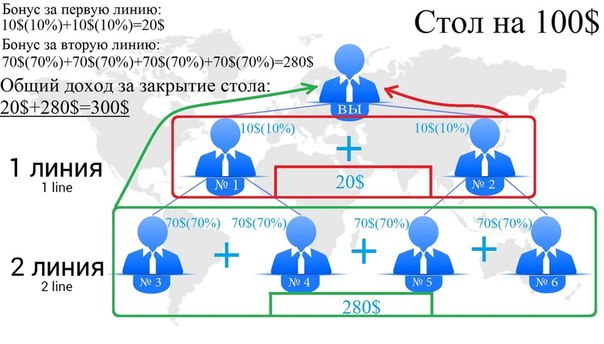 Бонус за первую линию:
10$(10%)+10$(10%)=20$
Бонус за вторую линию:
70$(70%)+70$(70%)+70$(70%)+70$(70%)=280$
Общий доход за закрытие стола:
20$+280$=300$
Стол на 100$
ВЫ
10$(10%) + 10$(10%)
1 линия
1 line
№ 1 20$ № 2
70$(70%) 70$(70%) 70$(70%) 70$(70%)
+ + +
2 линия
2 line
№ 3 № 4 № 5 № 6
280$